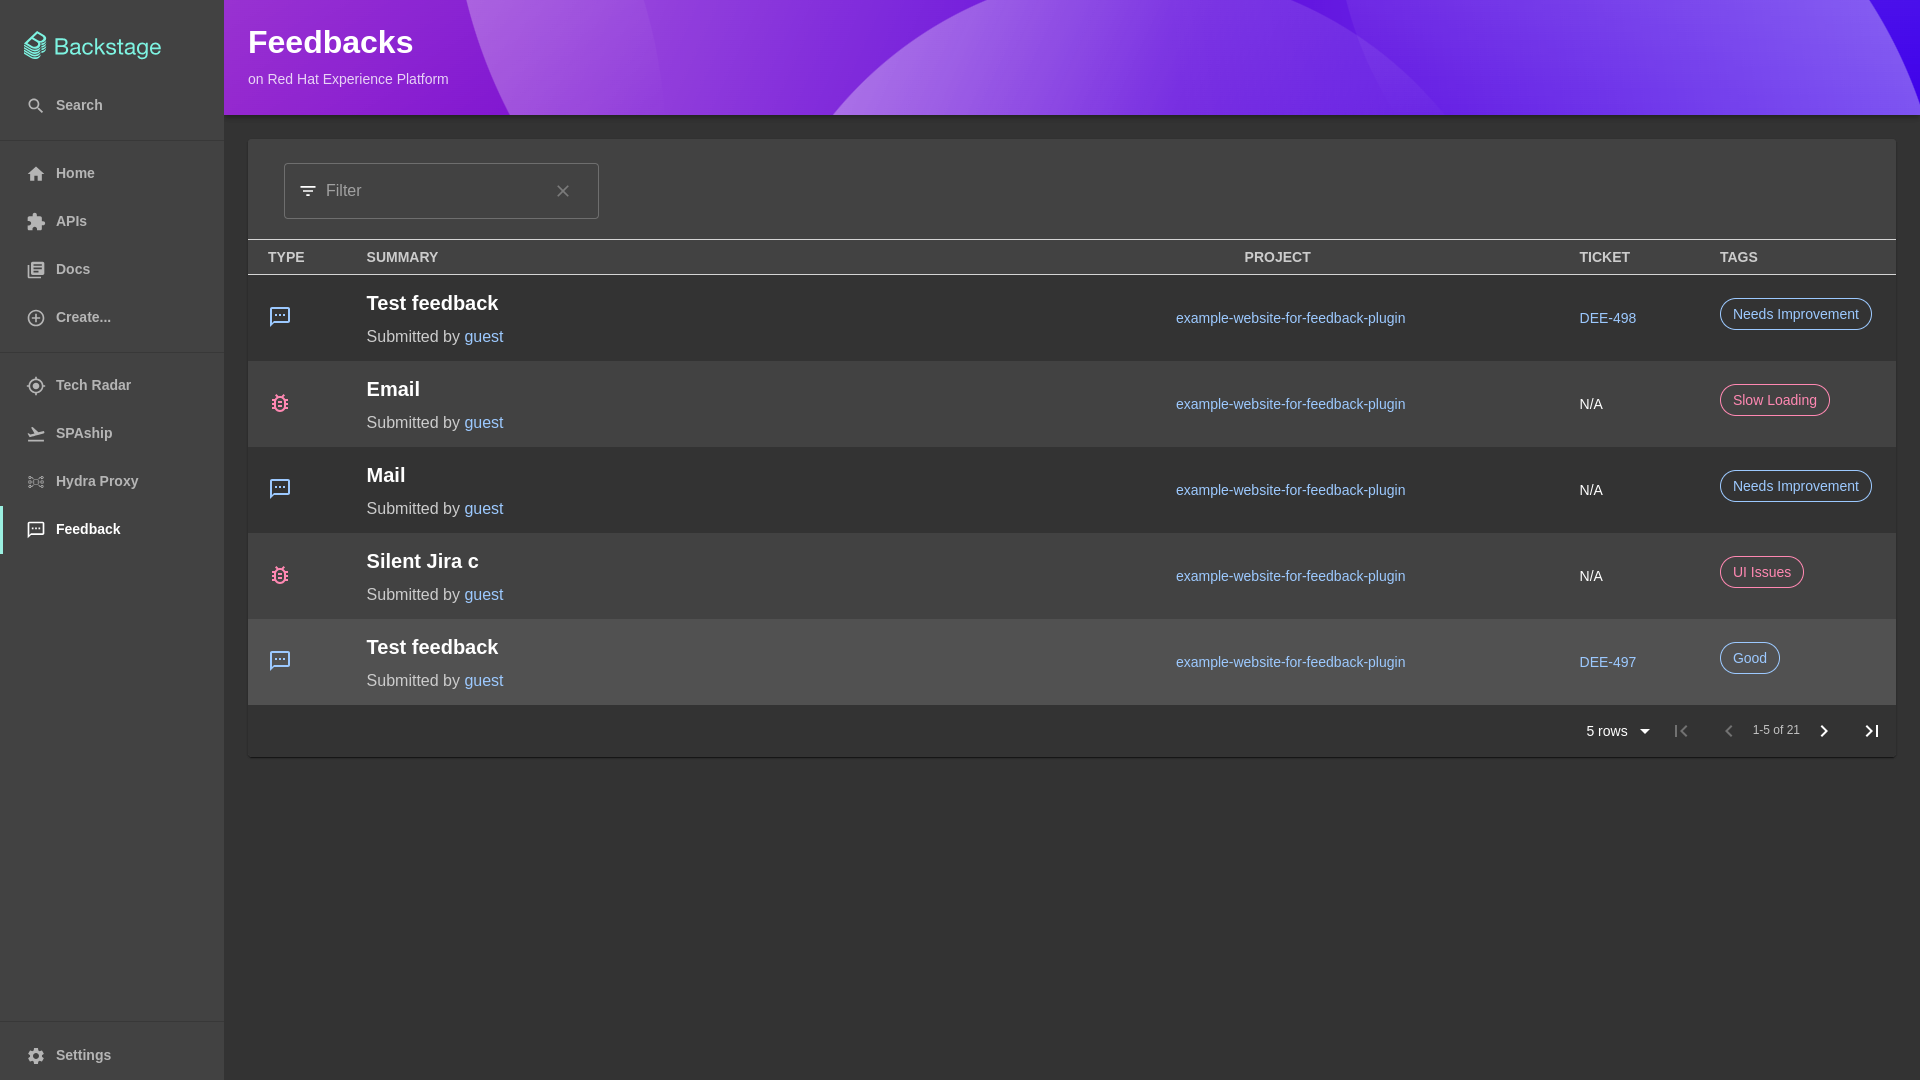 Backstage
Search
Home
APIs
Docs
Create...
Tech Radar
SPAship
Hydra Proxy
Feedback
Settings
Feedbacks
on Red Hat Experience Platform
Filter
TYPE SUMMARY PROJECT TICKET TAGS
Test feedback
Submitted by guest
example-website-for-feedback-plugin DEE-498 Needs Improvement
Email
Submitted by guest
example-website-for-feedback-plugin N/A Slow Loading
Mail
Submitted by guest
example-website-for-feedback-plugin N/A Needs Improvement
Silent Jira c
Submitted by guest
example-website-for-feedback-plugin N/A UI Issues
Test feedback
Submitted by guest
example-website-for-feedback-plugin DEE-497 Good
5 rows 1-5 of 21